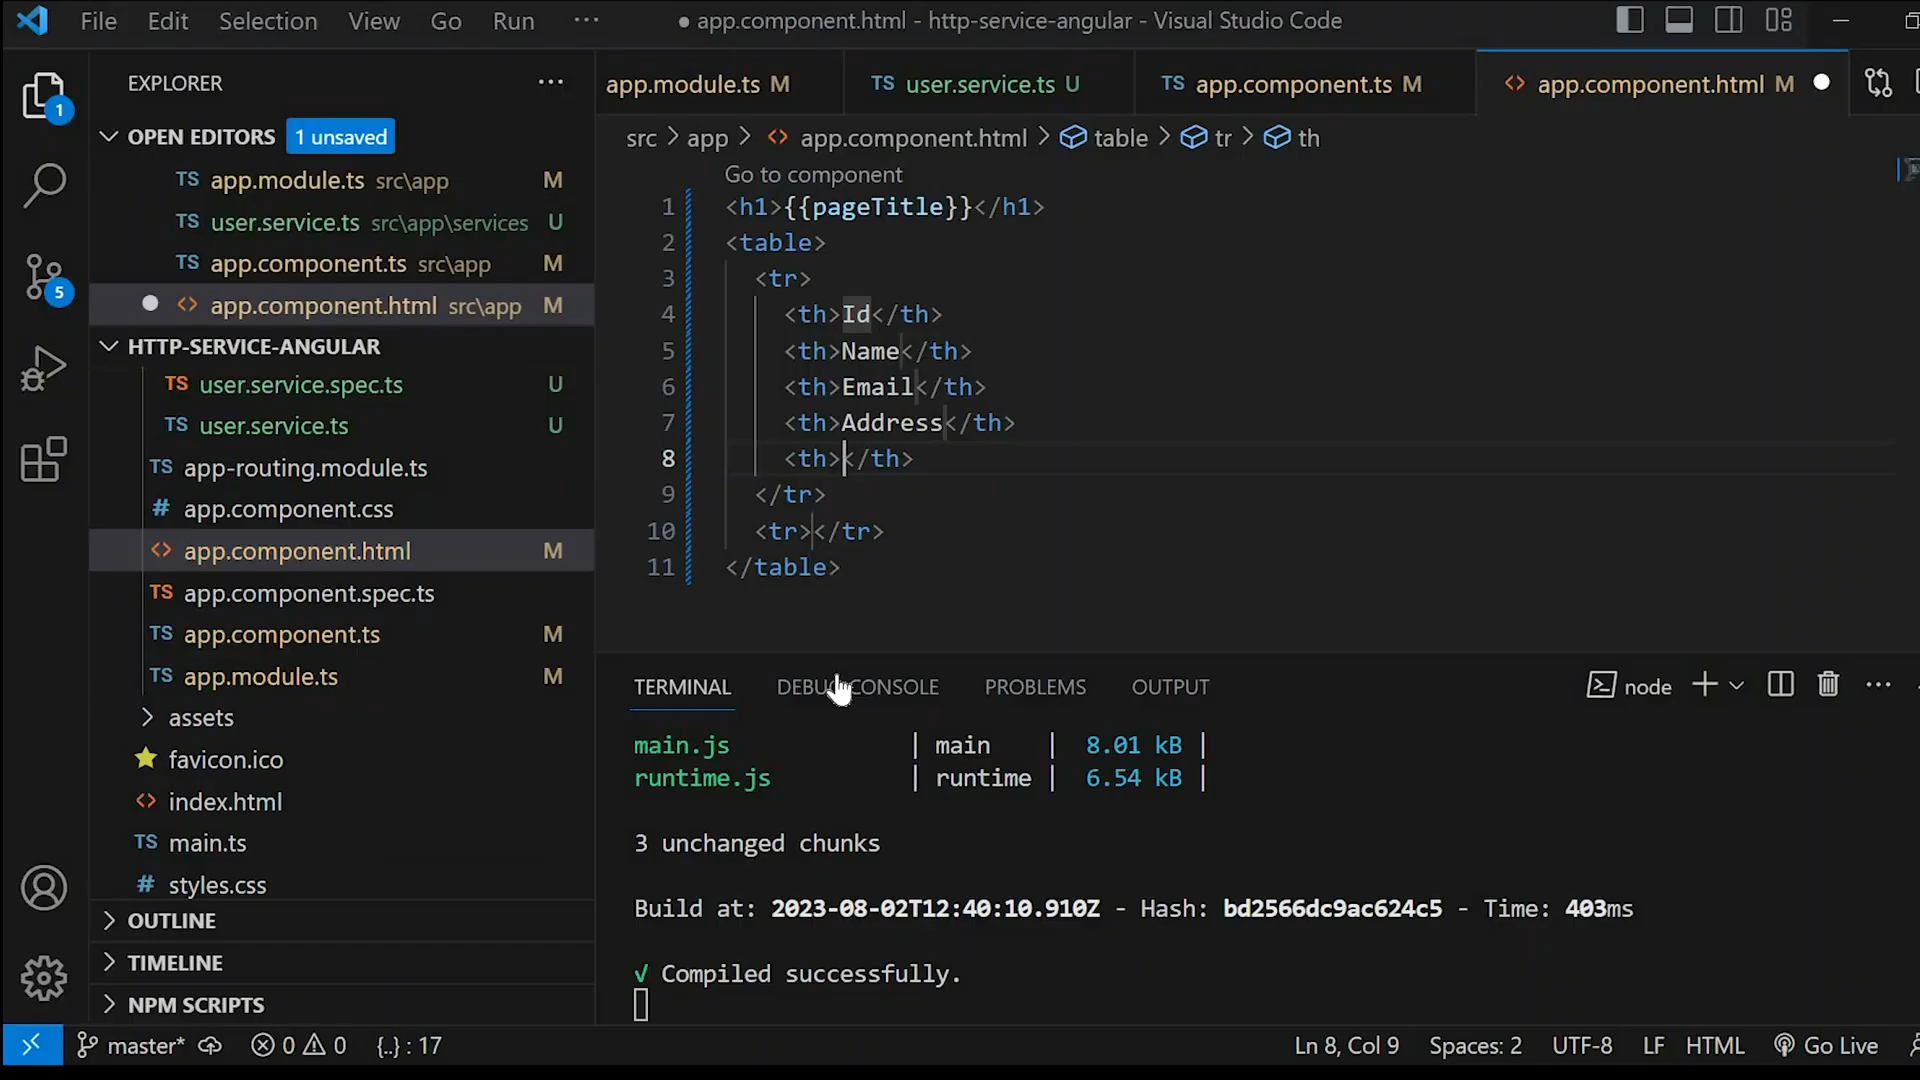 File Edit Selection View Go Run ··· ● app.component.html - http-service-angular - Visual Studio Code
EXPLORER ···
1
OPEN EDITORS 1 unsaved
TS app.module.ts src\app M
TS user.service.ts src\app\services U
TS app.component.ts src\app M
<> app.component.html src\app M
5
HTTP-SERVICE-ANGULAR
TS user.service.spec.ts U
TS user.service.ts U
TS app-routing.module.ts
# app.component.css
<> app.component.html M
TS app.component.spec.ts
TS app.component.ts M
TS app.module.ts M
assets
favicon.ico
<> index.html
TS main.ts
# styles.css
OUTLINE
TIMELINE
NPM SCRIPTS
app.module.ts M TS user.service.ts U TS app.component.ts M <> app.component.html M
src > app > <> app.component.html > table > tr > th
Go to component
1 <h1>{{pageTitle}}</h1>
2 <table>
3 <tr>
4 <th>Id</th>
5 <th>Name</th>
6 <th>Email</th>
7 <th>Address</th>
8 <th></th>
9 </tr>
10 <tr></tr>
11 </table>
TERMINAL DEBUG CONSOLE PROBLEMS OUTPUT node ···
main.js | main | 8.01 kB |
runtime.js | runtime | 6.54 kB |
3 unchanged chunks
Build at: 2023-08-02T12:40:10.910Z - Hash: bd2566dc9ac624c5 - Time: 403ms
√ Compiled successfully.
master* 0 0 {..} : 17 Ln 8, Col 9 Spaces: 2 UTF-8 LF HTML Go Live